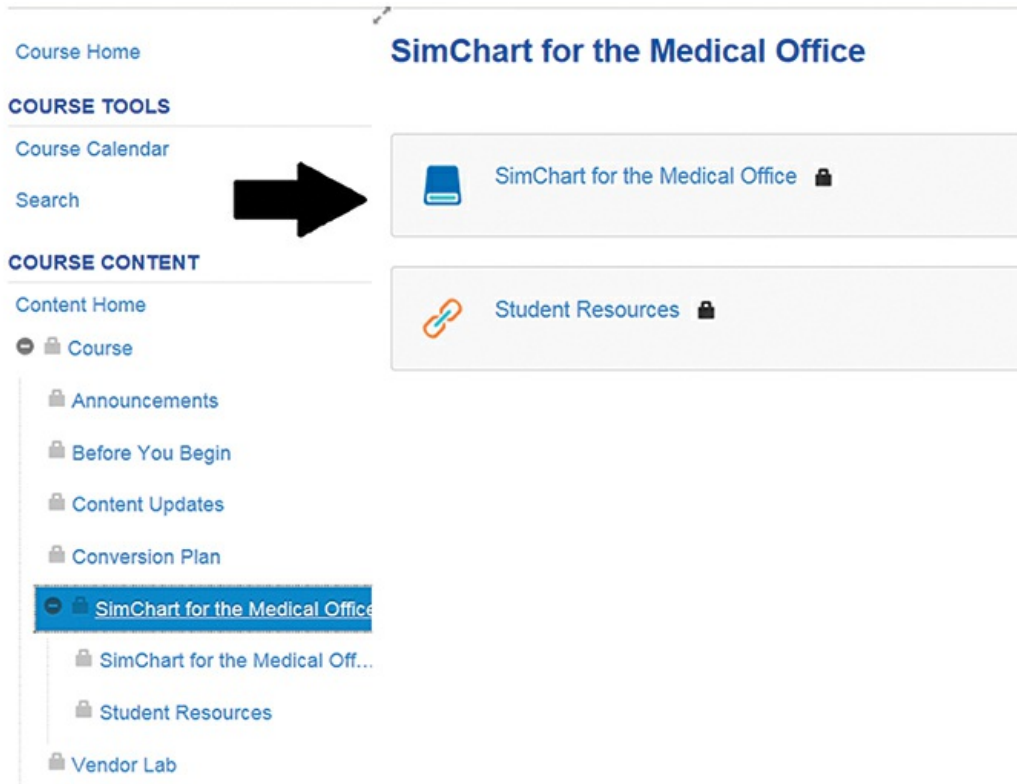 Course Home
COURSE TOOLS
Course Calendar
Search
COURSE CONTENT
Content Home
Course
Announcements
Before You Begin
Content Updates
Conversion Plan
SimChart for the Medical Office
SimChart for the Medical Off...
Student Resources
Vendor Lab
SimChart for the Medical Office
SimChart for the Medical Office
Student Resources